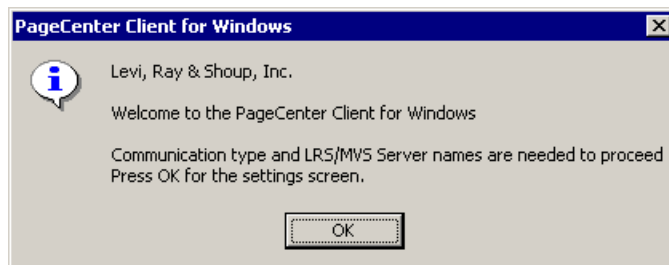 PageCenter Client for Windows
Levi, Ray & Shoup, Inc.
Welcome to the PageCenter Client for Windows
Communication type and LRS/MVS Server names are needed to proceed
Press OK for the settings screen.
OK